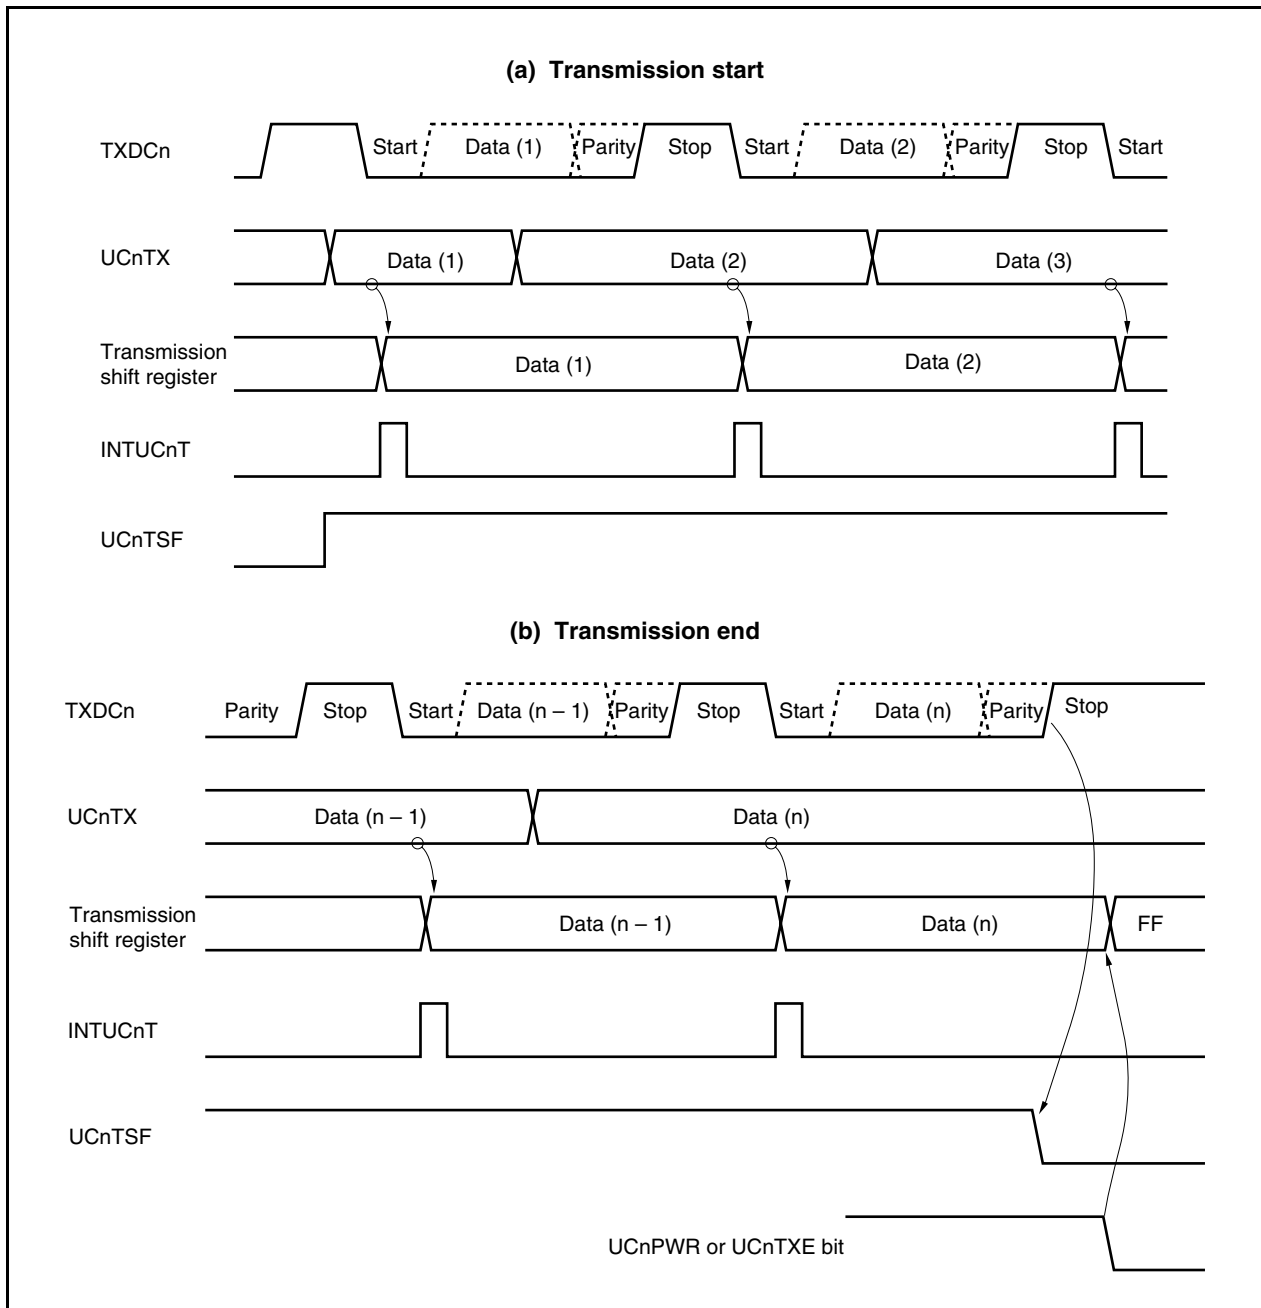 (a) Transmission start
TXDCn
Start Data (1) Parity Stop Start Data (2) Parity Stop Start
UCnTX
Data (1) Data (2) Data (3)
Transmission
shift register
Data (1) Data (2)
INTUCnT
UCnTSF
(b) Transmission end
TXDCn
Parity Stop Start Data (n – 1) Parity Stop Start Data (n) Parity Stop
UCnTX
Data (n – 1) Data (n)
Transmission
shift register
Data (n – 1) Data (n) FF
INTUCnT
UCnTSF
UCnPWR or UCnTXE bit